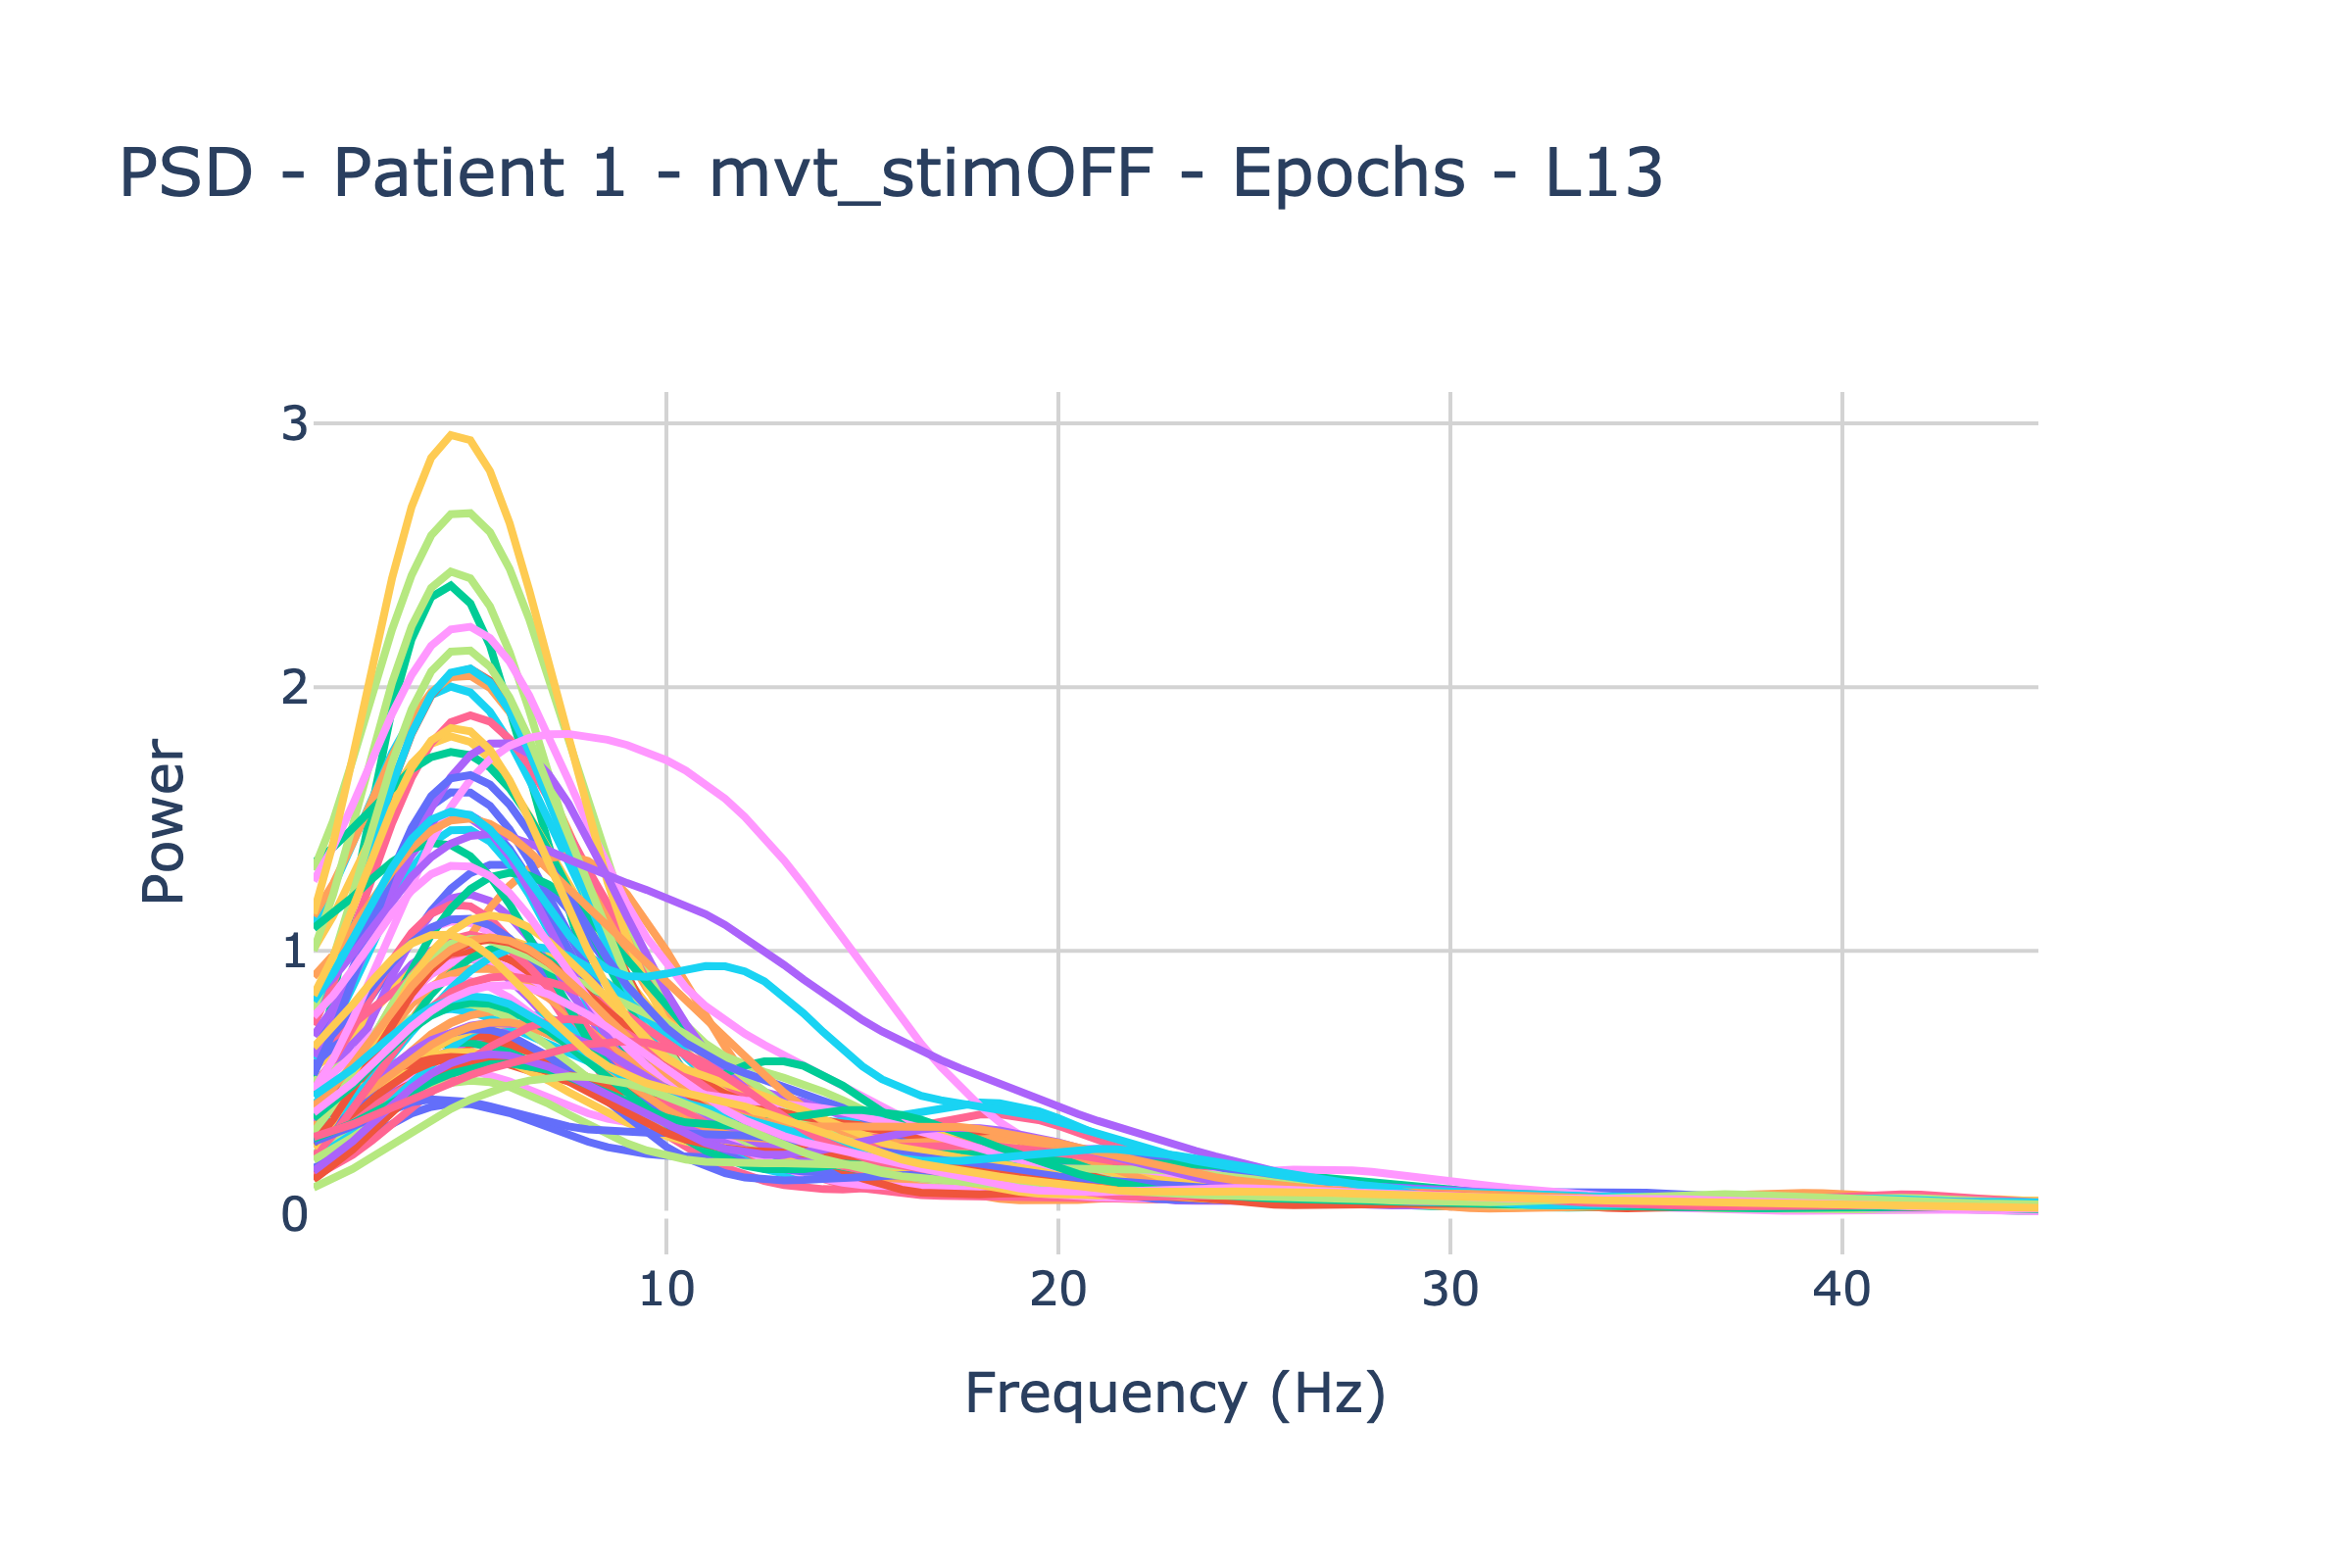 PSD - Patient 1 - mvt_stimOFF - Epochs - L13
3
2
1
0
Power
10 20 30 40
Frequency (Hz)